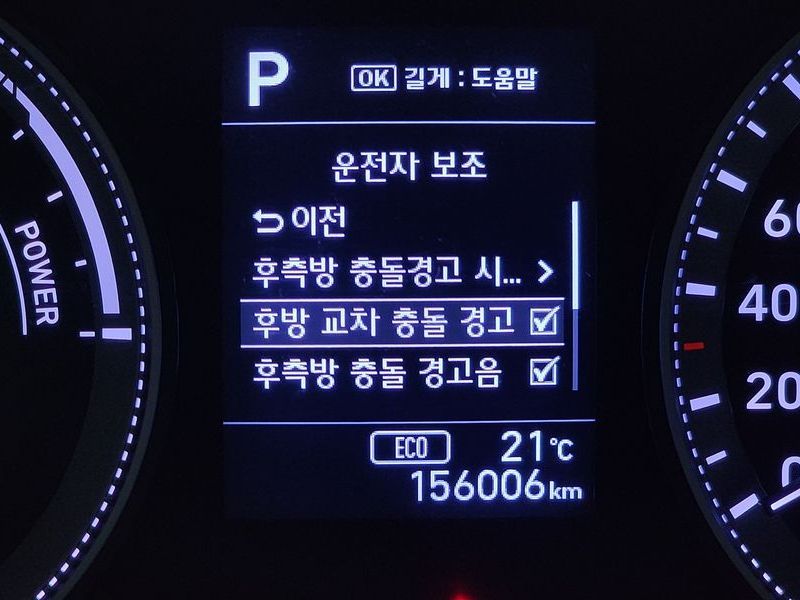 P
OK 길게 : 도움말
운전자 보조
이전
후측방 충돌경고 시...
후방 교차 충돌 경고
후측방 충돌 경고음
ECO 21℃
156006km
POWER
60
40
20
0